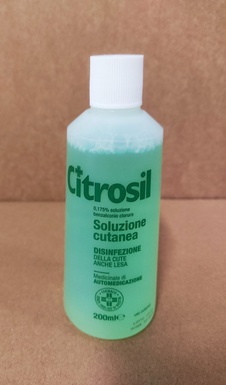 Citrosil
0,175% soluzione
benzalconio cloruro
Soluzione
cutanea
DISINFEZIONE
DELLA CUTE
ANCHE LESA
Medicinale di
AUTOMEDICAZIONE
200ml℮